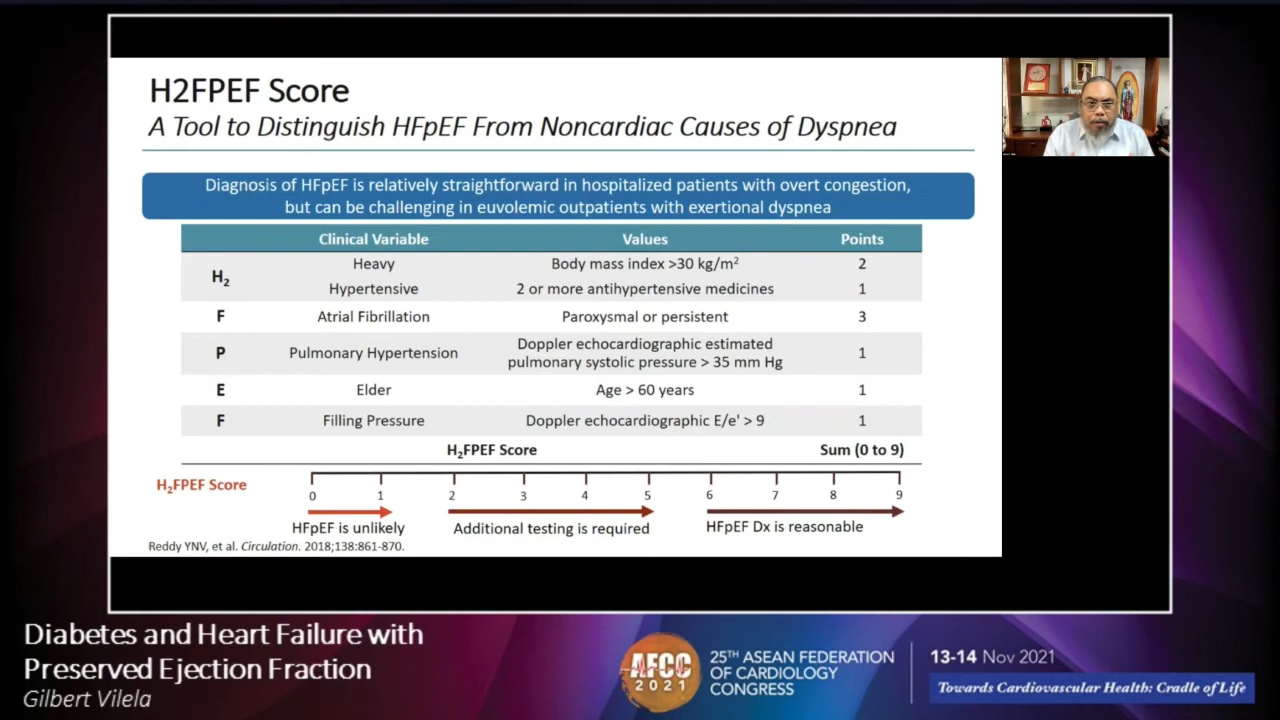 H2FPEF Score
A Tool to Distinguish HFpEF From Noncardiac Causes of Dyspnea
Diagnosis of HFpEF is relatively straightforward in hospitalized patients with overt congestion,
but can be challenging in euvolemic outpatients with exertional dyspnea
Clinical Variable Values Points
H₂
Heavy Body mass index >30 kg/m² 2
Hypertensive 2 or more antihypertensive medicines 1
F Atrial Fibrillation Paroxysmal or persistent 3
P Pulmonary Hypertension Doppler echocardiographic estimated
pulmonary systolic pressure > 35 mm Hg 1
E Elder Age > 60 years 1
F Filling Pressure Doppler echocardiographic E/e' > 9 1
H₂FPEF Score Sum (0 to 9)
H₂FPEF Score
0 1 2 3 4 5 6 7 8 9
HFpEF is unlikely Additional testing is required HFpEF Dx is reasonable
Reddy YNV, et al. Circulation. 2018;138:861-870.
Diabetes and Heart Failure with
Preserved Ejection Fraction
Gilbert Vilela
AFCC
2021
25TH ASEAN FEDERATION
OF CARDIOLOGY
CONGRESS
13-14 Nov 2021
Towards Cardiovascular Health: Cradle of Life